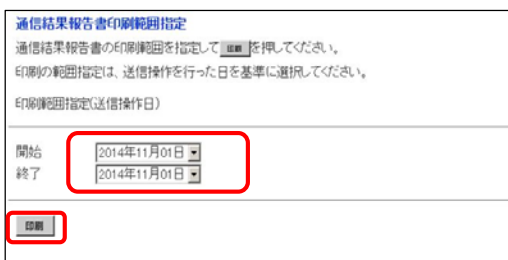 通信結果報告書印刷範囲指定
通信結果報告書の印刷範囲を指定して 印刷 を押してください。
印刷の範囲指定は、送信操作を行った日を基準に選択してください。
印刷範囲指定(送信操作日)
開始 2014年11月01日
終了 2014年11月01日
印刷